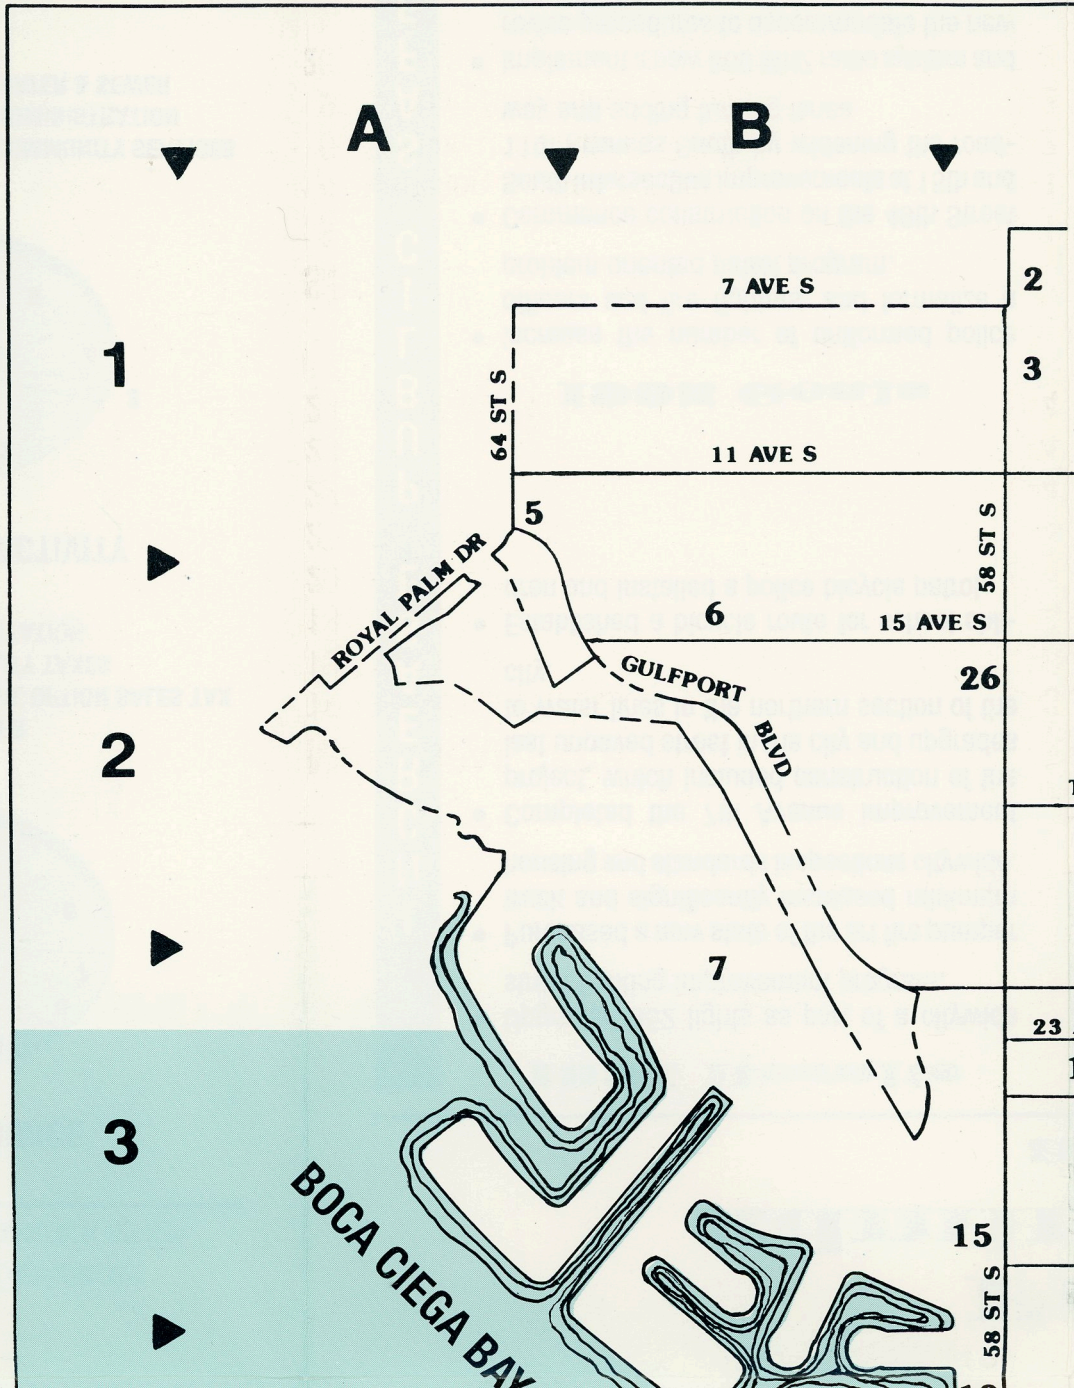 A
B
7 AVE S
2
1
3
64 ST S
11 AVE S
5
58 ST S
ROYAL PALM DR
6
15 AVE S
GULFPORT
26
BLVD
2
7
23
3
BOCA CIEGA BAY
15
58 ST S